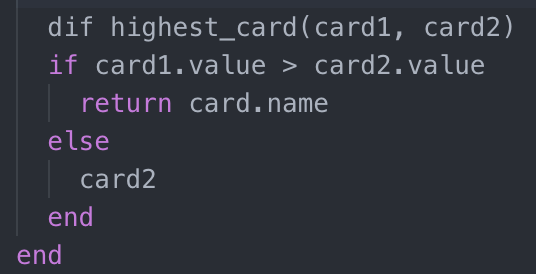 dif highest_card(card1, card2)
if card1.value > card2.value
return card.name
else
card2
end
end